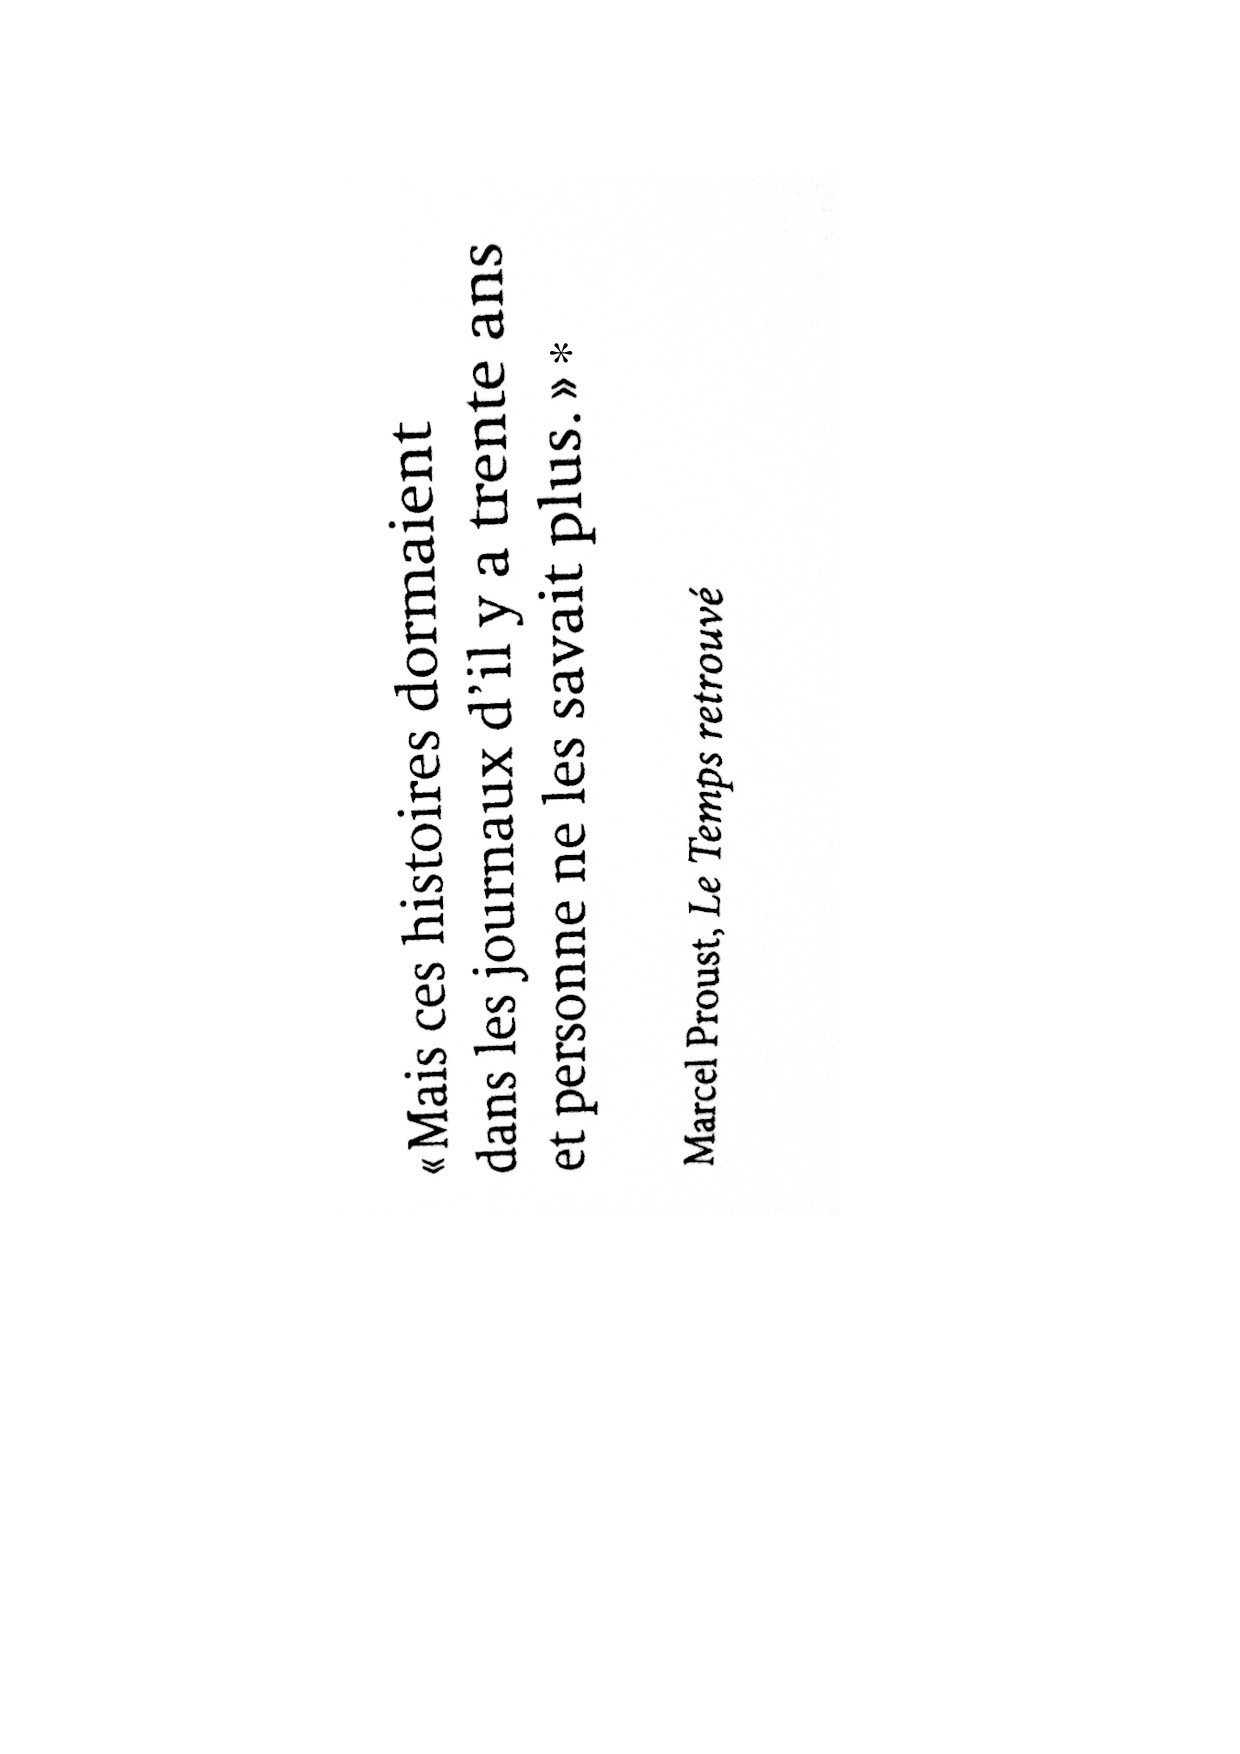 «Mais ces histoires dormaient
dans les journaux d’il y a trente ans
et personne ne les savait plus.»*
Marcel Proust, Le Temps retrouvé